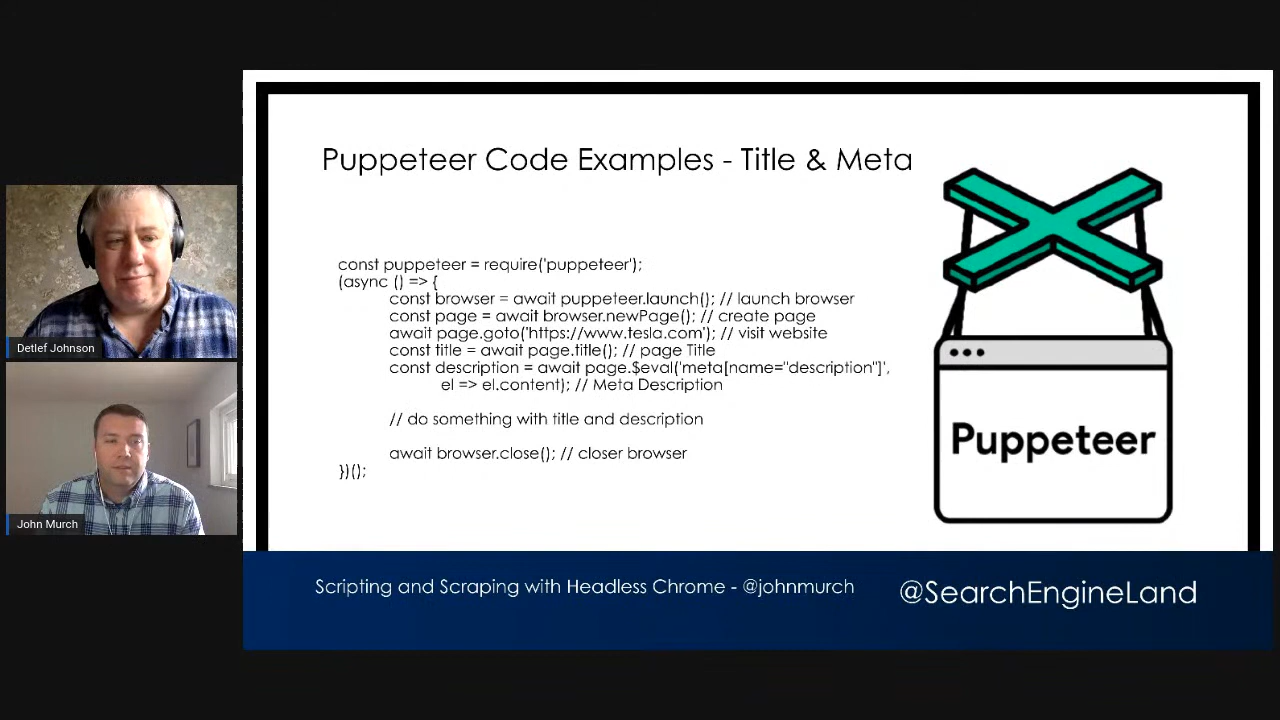 Detlef Johnson
John Murch
Puppeteer Code Examples - Title & Meta
const puppeteer = require('puppeteer');
(async () => {
const browser = await puppeteer.launch(); // launch browser
const page = await browser.newPage(); // create page
await page.goto('https://www.tesla.com'); // visit website
const title = await page.title(); // page Title
const description = await page.$eval('meta[name="description"]',
el => el.content); // Meta Description
// do something with title and description
await browser.close(); // closer browser
})();
Puppeteer
Scripting and Scraping with Headless Chrome - @johnmurch
@SearchEngineLand